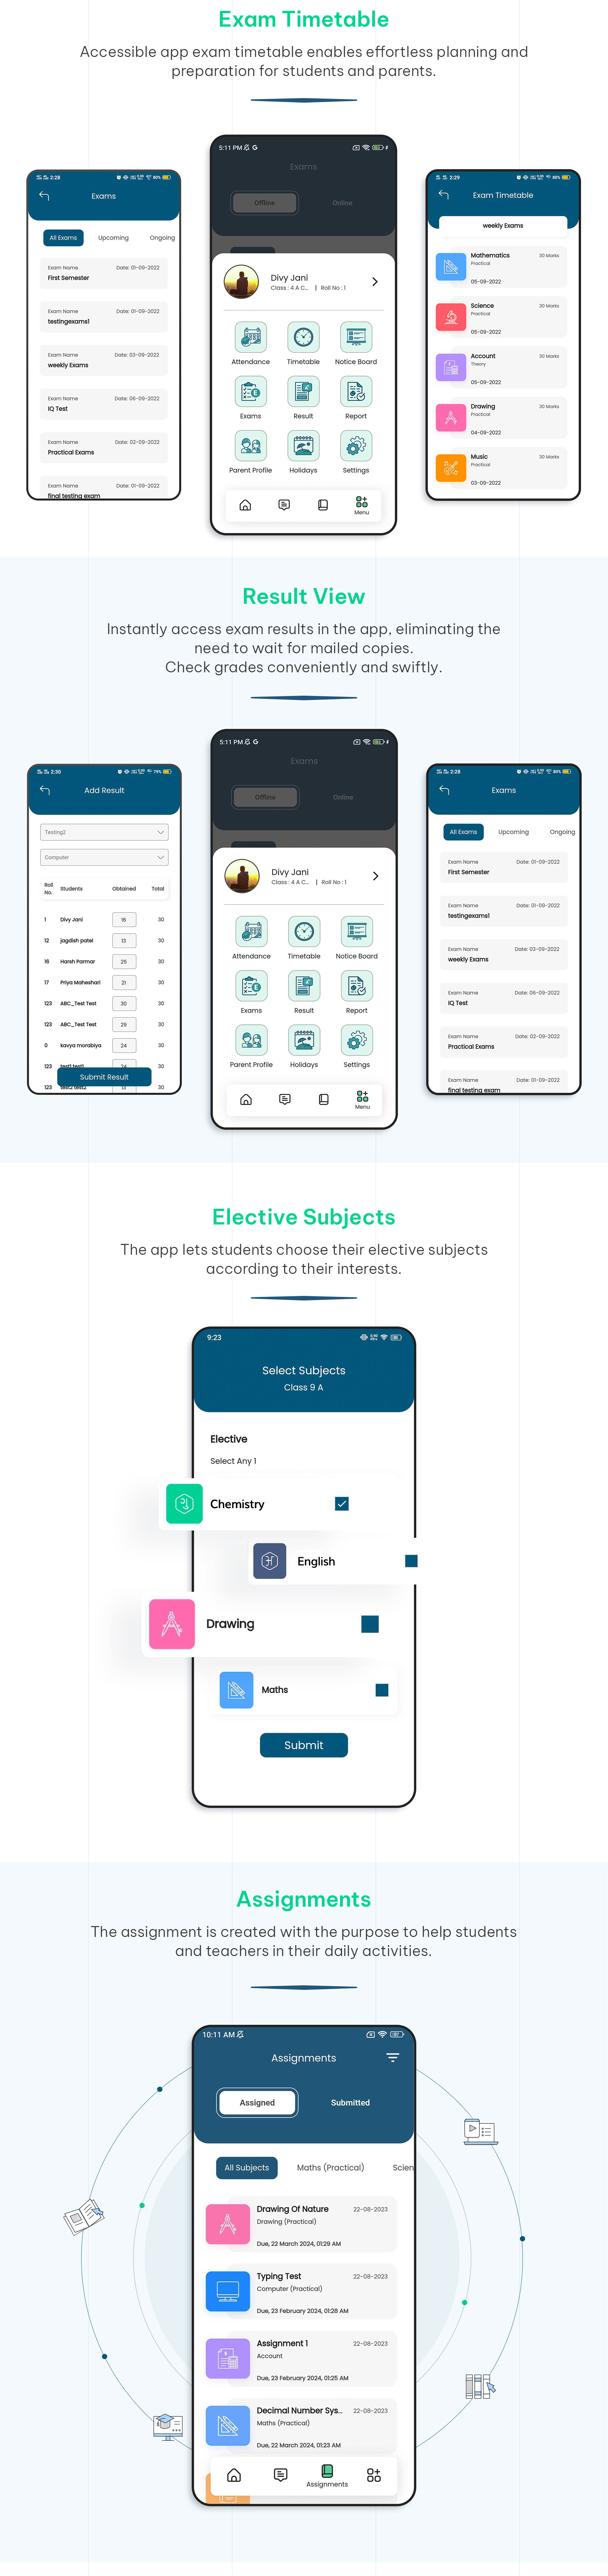 Exam Timetable
Accessible app exam timetable enables effortless planning and
preparation for students and parents.
2:28
80%
Exams
All Exams Upcoming Ongoing
Exam Name Date: 01-09-2022
First Semester
Exam Name Date: 01-09-2022
testingexams1
Exam Name Date: 03-09-2022
weekly Exams
Exam Name Date: 06-09-2022
IQ Test
Exam Name Date: 02-09-2022
Practical Exams
Exam Name Date: 01-09-2022
final testing exam
5:11 PM G
Exams
Offline Online
Divy Jani
Class : 4 A C... | Roll No : 1
Attendance Timetable Notice Board
Exams Result Report
Parent Profile Holidays Settings
Menu
2:29
80%
Exam Timetable
weekly Exams
Mathematics 30 Marks
Practical
05-09-2022
Science 30 Marks
Practical
05-09-2022
Account 30 Marks
Theory
05-09-2022
Drawing 30 Marks
Practical
04-09-2022
Music 30 Marks
Practical
03-09-2022
Result View
Instantly access exam results in the app, eliminating the
need to wait for mailed copies.
Check grades conveniently and swiftly.
2:30
79%
Add Result
Testing2
Computer
Roll
No. Students Obtained Total
1 Divy Jani 16 30
12 jagdish patel 13 30
16 Harsh Parmar 25 30
17 Priya Maheshari 21 30
123 ABC_Test Test 30 30
123 ABC_Test Test 29 30
0 kavya morabiya 24 30
123 test1 test1 24 30
Submit Result
123 test2 test2 13 30
5:11 PM G
Exams
Offline Online
Divy Jani
Class : 4 A C... | Roll No : 1
Attendance Timetable Notice Board
Exams Result Report
Parent Profile Holidays Settings
Menu
2:28
80%
Exams
All Exams Upcoming Ongoing
Exam Name Date: 01-09-2022
First Semester
Exam Name Date: 01-09-2022
testingexams1
Exam Name Date: 03-09-2022
weekly Exams
Exam Name Date: 06-09-2022
IQ Test
Exam Name Date: 02-09-2022
Practical Exams
Exam Name Date: 01-09-2022
final testing exam
Elective Subjects
The app lets students choose their elective subjects
according to their interests.
9:23
Select Subjects
Class 9 A
Elective
Select Any 1
Chemistry
English
Drawing
Maths
Submit
Assignments
The assignment is created with the purpose to help students
and teachers in their daily activities.
10:11 AM
Assignments
Assigned Submitted
All Subjects Maths (Practical) Scien
Drawing Of Nature 22-08-2023
Drawing (Practical)
Due, 22 March 2024, 01:29 AM
Typing Test 22-08-2023
Computer (Practical)
Due, 23 February 2024, 01:28 AM
Assignment 1 22-08-2023
Account
Due, 23 February 2024, 01:25 AM
Decimal Number Sys... 22-08-2023
Maths (Practical)
Due, 22 March 2024, 01:23 AM
Assignments